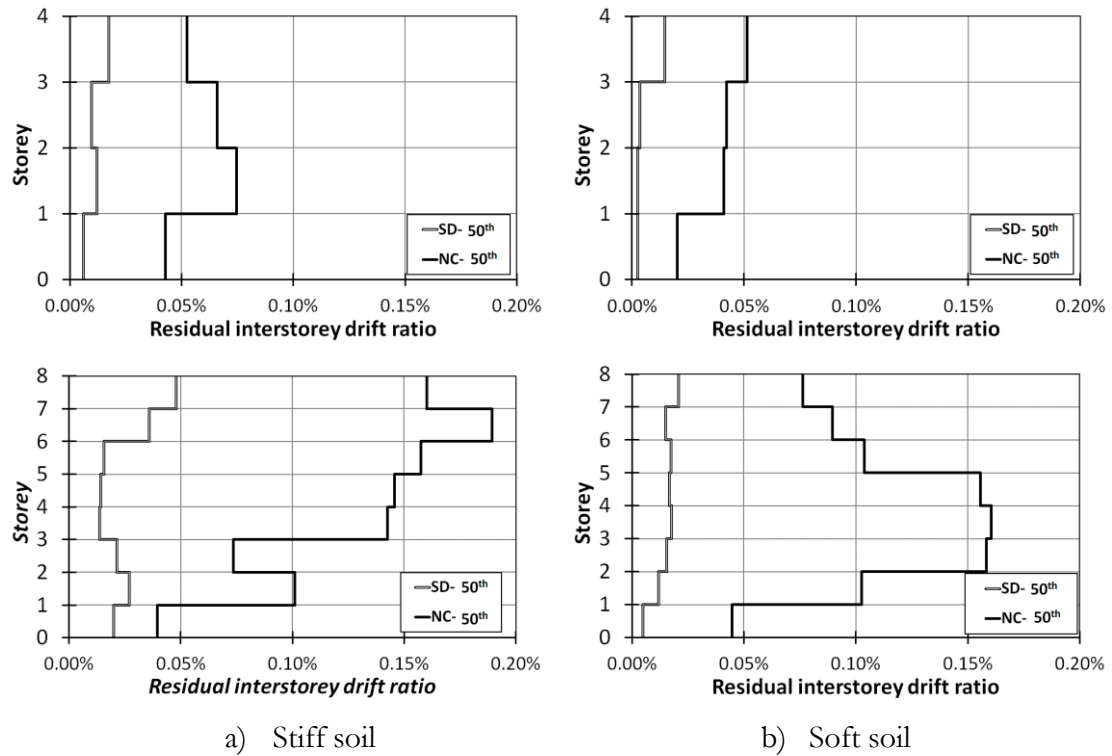 4
3
2
1
0
Storey
SD- 50th
NC- 50th
0.00% 0.05% 0.10% 0.15% 0.20%
Residual interstorey drift ratio
4
3
2
1
0
Storey
SD- 50th
NC- 50th
0.00% 0.05% 0.10% 0.15% 0.20%
Residual interstorey drift ratio
8
7
6
5
4
3
2
1
0
Storey
SD- 50th
NC- 50th
0.00% 0.05% 0.10% 0.15% 0.20%
Residual interstorey drift ratio
8
7
6
5
4
3
2
1
0
Storey
SD- 50th
NC- 50th
0.00% 0.05% 0.10% 0.15% 0.20%
Residual interstorey drift ratio
a) Stiff soil
b) Soft soil